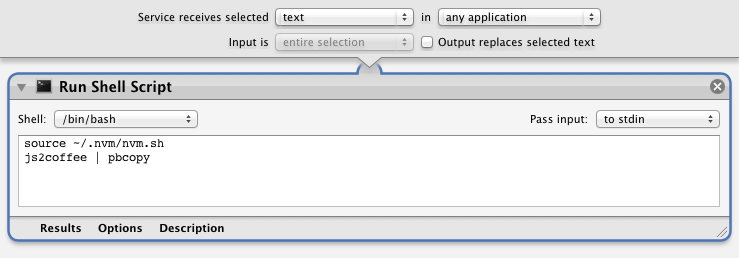 Service receives selected text in any application
Input is entire selection Output replaces selected text
Run Shell Script
Shell: /bin/bash Pass input: to stdin
source ~/.nvm/nvm.sh
js2coffee | pbcopy
Results Options Description